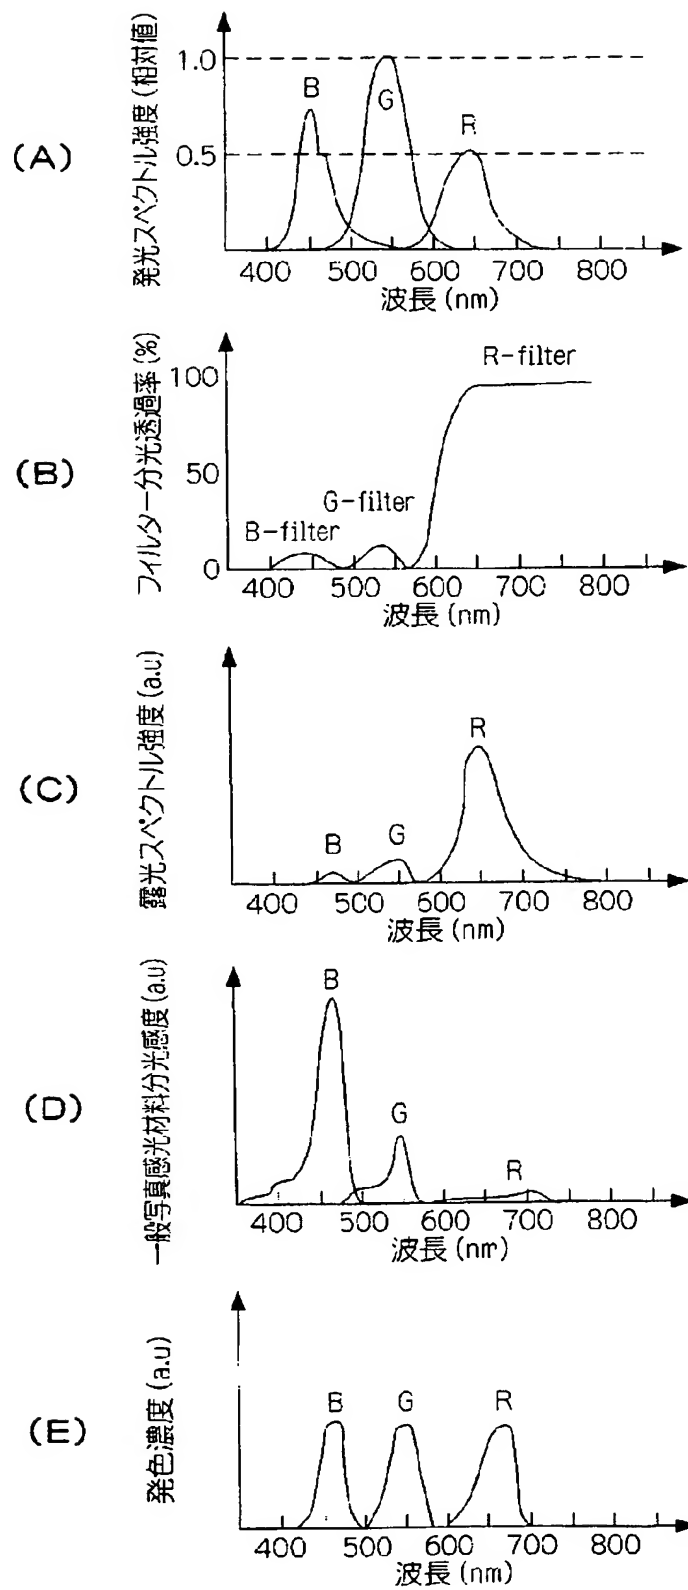 (A)
発光スペクトル強度(相対値)
1.0
0.5
B
G
R
400 500 600 700 800
波長(nm)
(B)
フィルター分光透過率(%)
100
50
0
B-filter
G-filter
R-filter
400 500 600 700 800
波長(nm)
(C)
露光スペクトル強度(a.u)
B
G
R
400 500 600 700 800
波長(nm)
(D)
一般写真感光材料分光感度(a.u)
B
G
R
400 500 600 700 800
波長(nm)
(E)
発色濃度(a.u)
B
G
R
400 500 600 700 800
波長(nm)